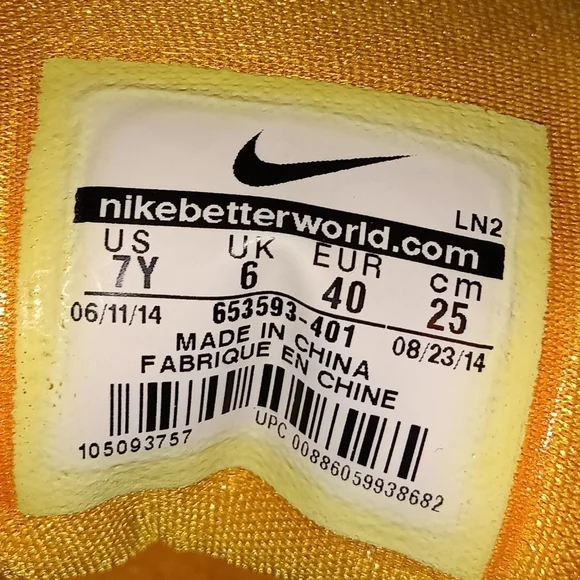 LN2
nikebetterworld.com
US UK EUR cm
7Y 6 40 25
06/11/14 653593-401 08/23/14
MADE IN CHINA
FABRIQUE EN CHINE
105093757 UPC 00886059938682